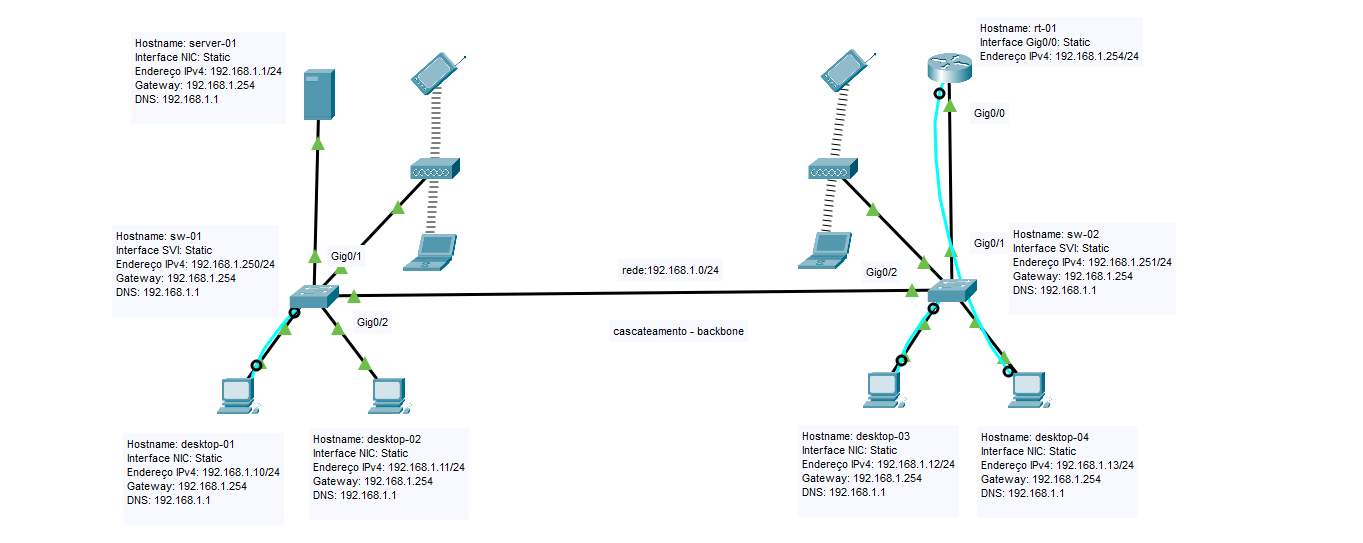 Hostname: server-01
Interface NIC: Static
Endereço IPv4: 192.168.1.1/24
Gateway: 192.168.1.254
DNS: 192.168.1.1
Hostname: rt-01
Interface Gig0/0: Static
Endereço IPv4: 192.168.1.254/24
Gig0/0
Hostname: sw-01
Interface SVI: Static
Endereço IPv4: 192.168.1.250/24
Gateway: 192.168.1.254
DNS: 192.168.1.1
Gig0/1
Gig0/2
rede:192.168.1.0/24
cascateamento - backbone
Gig0/2
Gig0/1
Hostname: sw-02
Interface SVI: Static
Endereço IPv4: 192.168.1.251/24
Gateway: 192.168.1.254
DNS: 192.168.1.1
Hostname: desktop-01
Interface NIC: Static
Endereço IPv4: 192.168.1.10/24
Gateway: 192.168.1.254
DNS: 192.168.1.1
Hostname: desktop-02
Interface NIC: Static
Endereço IPv4: 192.168.1.11/24
Gateway: 192.168.1.254
DNS: 192.168.1.1
Hostname: desktop-03
Interface NIC: Static
Endereço IPv4: 192.168.1.12/24
Gateway: 192.168.1.254
DNS: 192.168.1.1
Hostname: desktop-04
Interface NIC: Static
Endereço IPv4: 192.168.1.13/24
Gateway: 192.168.1.254
DNS: 192.168.1.1